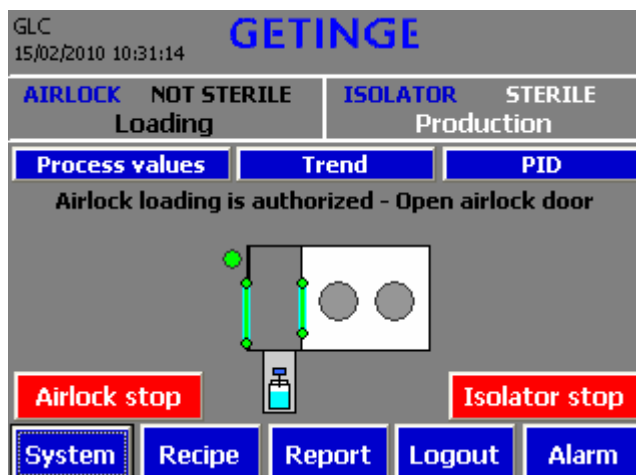 GLC
15/02/2010 10:31:14
GETINGE
AIRLOCK NOT STERILE
Loading
ISOLATOR STERILE
Production
Process values
Trend
PID
Airlock loading is authorized - Open airlock door
Airlock stop
Isolator stop
System
Recipe
Report
Logout
Alarm